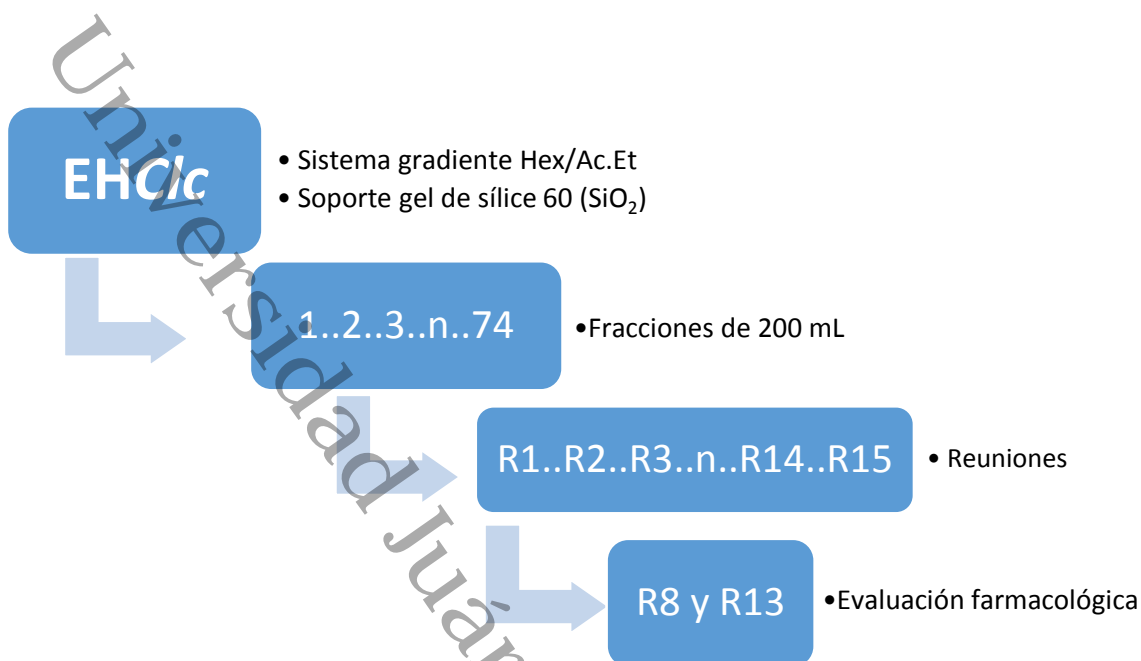 EHClc
• Sistema gradiente Hex/Ac.Et
• Soporte gel de sílice 60 (SiO₂)
1..2..3..n..74
•Fracciones de 200 mL
R1..R2..R3..n..R14..R15
• Reuniones
R8 y R13
•Evaluación farmacológica
Universidad Juár